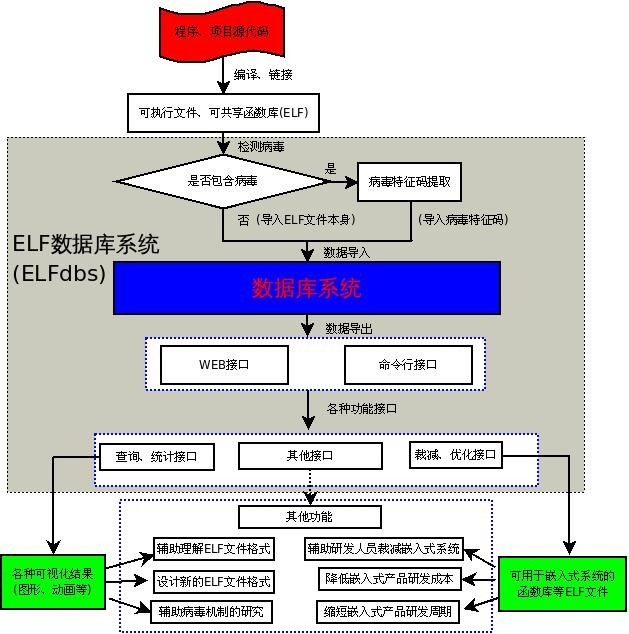 程序、项目源代码
编译、链接
可执行文件、可共享函数库(ELF)
检测病毒
是否包含病毒
是
病毒特征码提取
否（导入ELF文件本身）
(导入病毒特征码)
ELF数据库系统
(ELFdbs)
数据导入
数据库系统
数据导出
WEB接口
命令行接口
各种功能接口
查询、统计接口
其他接口
裁减、优化接口
其他功能
辅助理解ELF文件格式
辅助研发人员裁减嵌入式系统
各种可视化结果
(图形、动画等)
设计新的ELF文件格式
降低嵌入式产品研发成本
可用于嵌入式系统的
函数库等ELF文件
辅助病毒机制的研究
缩短嵌入式产品研发周期